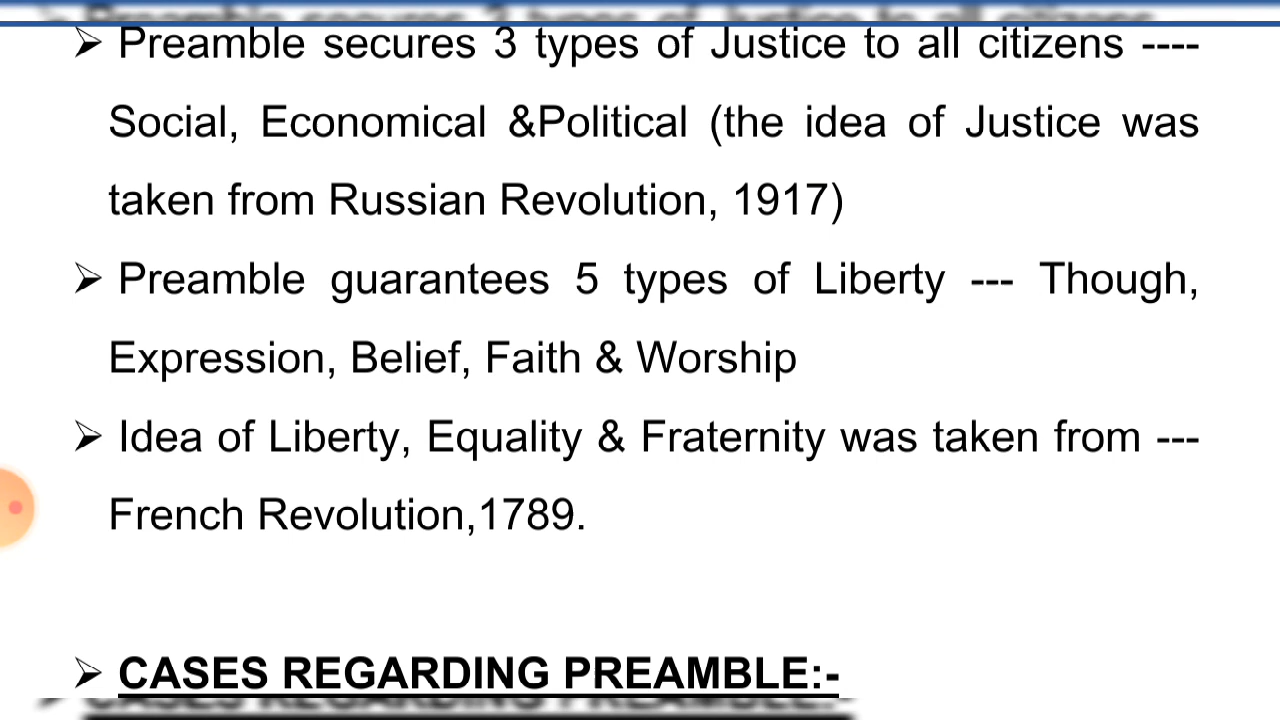 ➢ Preamble secures 3 types of Justice to all citizens ----
Social, Economical &Political (the idea of Justice was
taken from Russian Revolution, 1917)
➢ Preamble guarantees 5 types of Liberty --- Though,
Expression, Belief, Faith & Worship
➢ Idea of Liberty, Equality & Fraternity was taken from ---
French Revolution,1789.
➢ CASES REGARDING PREAMBLE:-